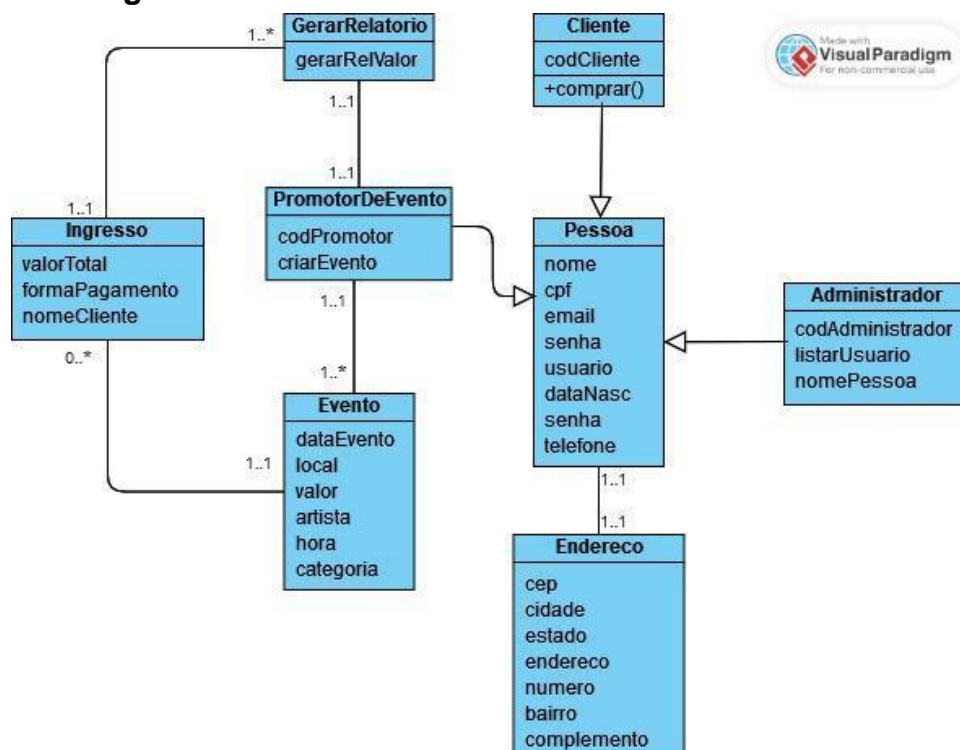 GerarRelatorio
gerarRelValor
Cliente
codCliente
+comprar()
Made with
Visual Paradigm
For non-commercial use
1..*
1..1
1..1
PromotorDeEvento
codPromotor
criarEvento
1..1
Ingresso
valorTotal
formaPagamento
nomeCliente
Pessoa
nome
cpf
email
senha
usuario
dataNasc
senha
telefone
Administrador
codAdministrador
listarUsuario
nomePessoa
1..1
0..*
1..*
Evento
dataEvento
local
valor
artista
hora
categoria
1..1
1..1
1..1
Endereco
cep
cidade
estado
endereco
numero
bairro
complemento